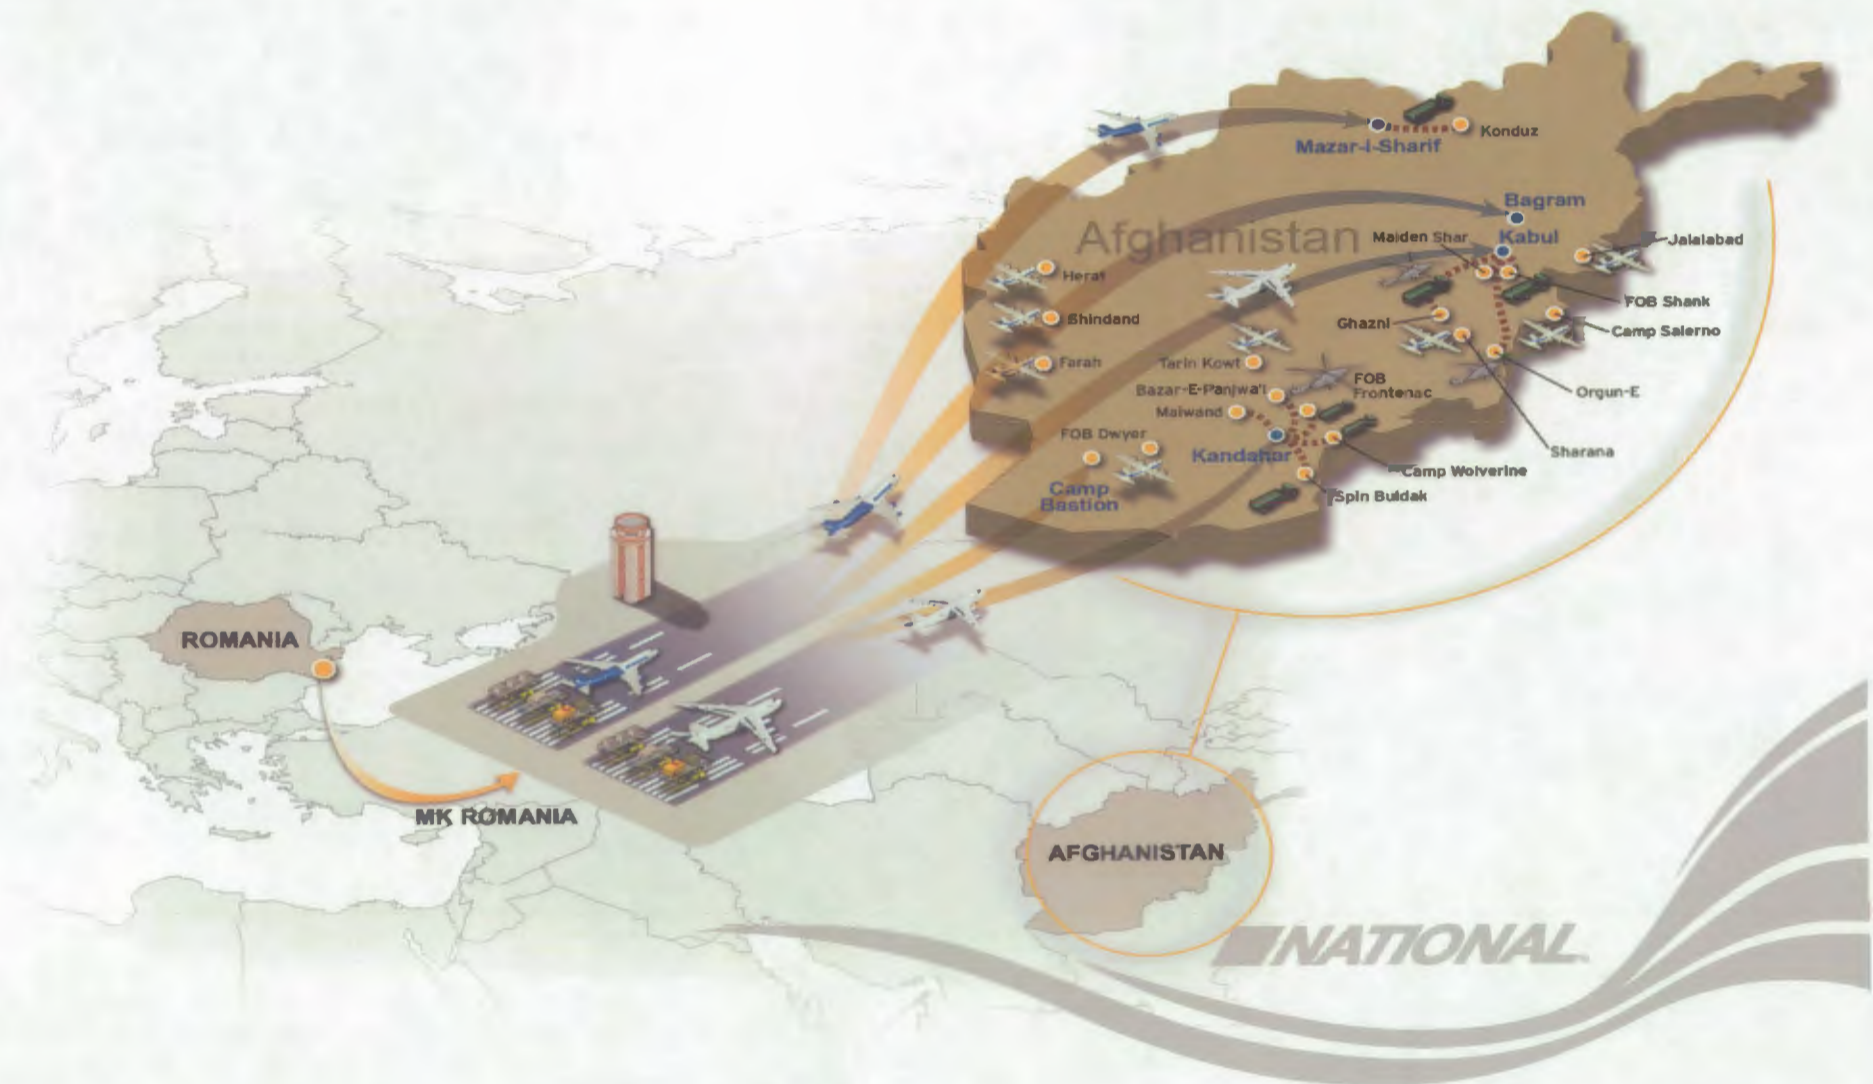 Konduz
Mazar-i-Sharif
Bagram
Afghanistan
Maiden Shar
Kabul
Jalalabad
Herat
FOB Shank
Shindand
Ghazni
Camp Salerno
Farah
Tarin Kowt
FOB
Frontenac
Bazar-E-Panjwa'i
Orgun-E
Maiwand
FOB Dwyer
Kandahar
Sharana
Camp Wolverine
Camp
Bastion
Spin Buldak
ROMANIA
MK ROMANIA
AFGHANISTAN
NATIONAL